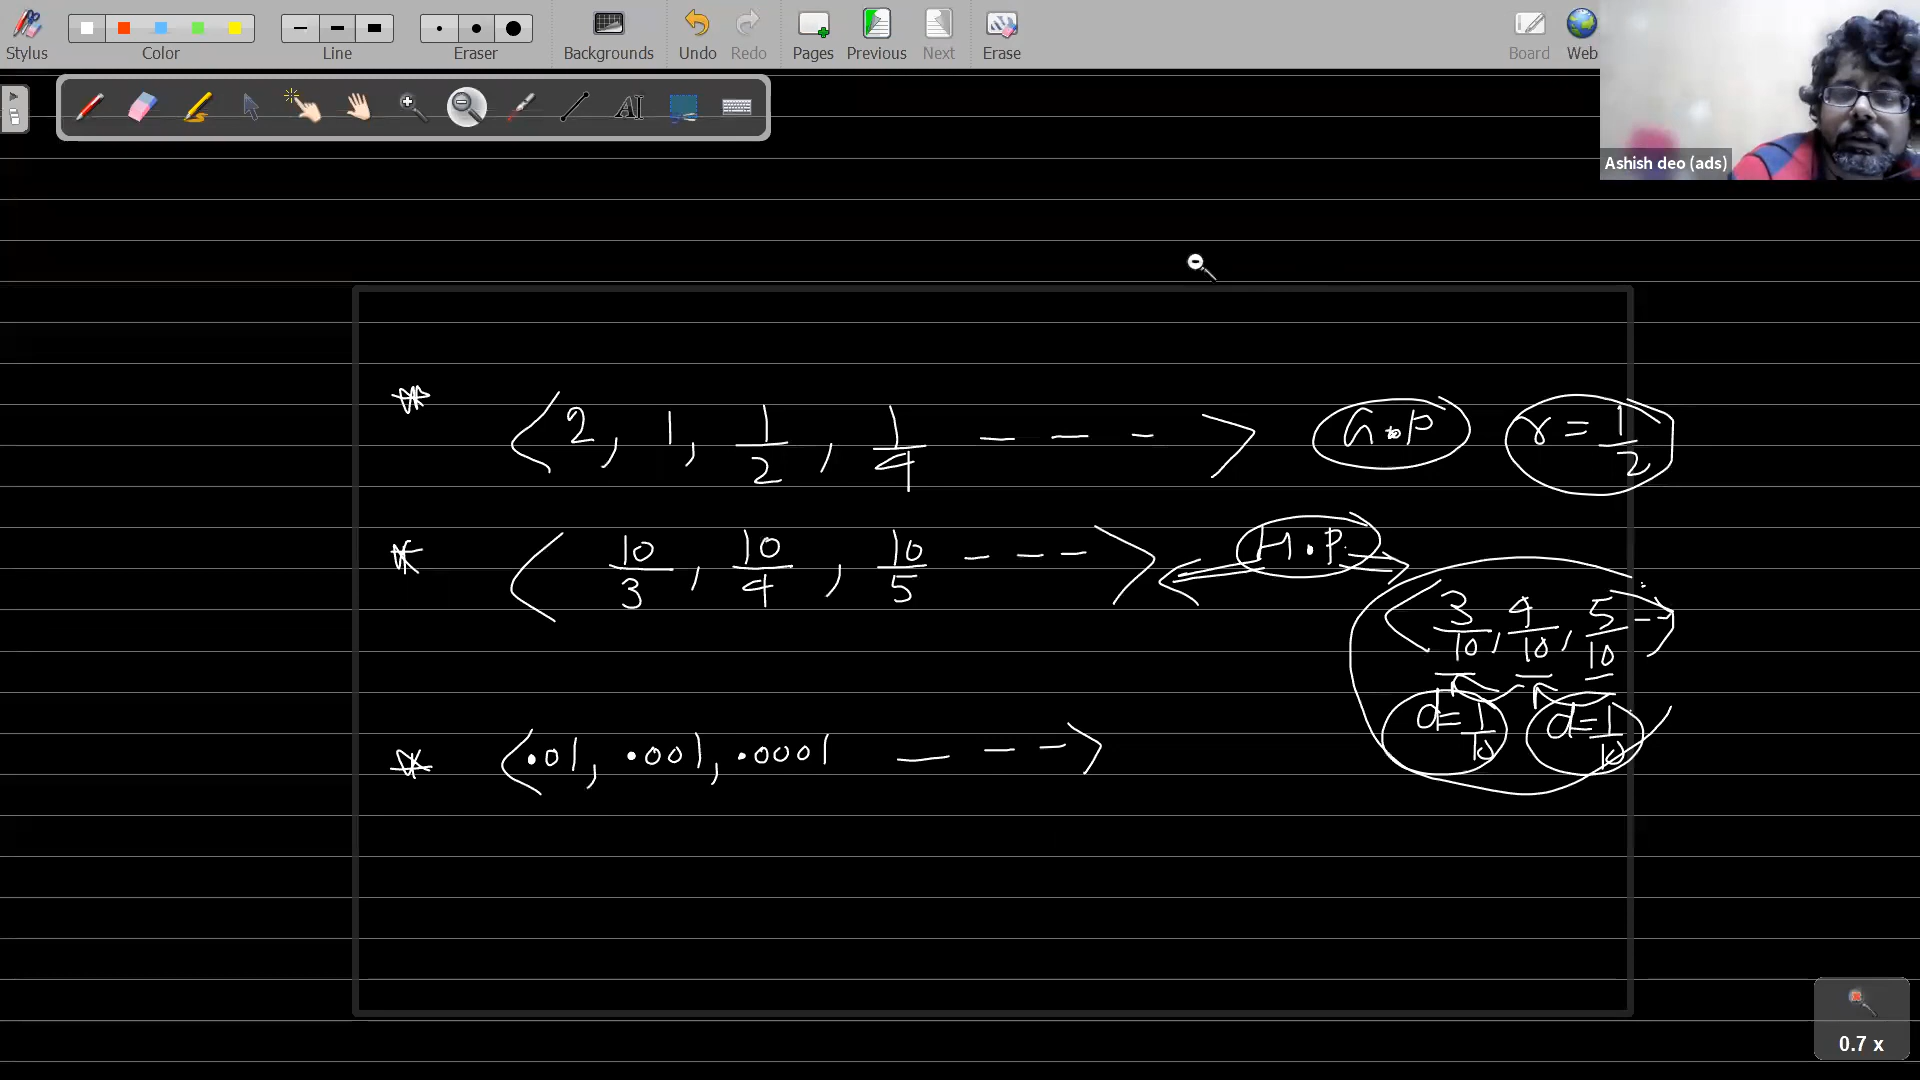 Stylus Color Line Eraser Backgrounds Undo Redo Pages Previous Next Erase Board Web
AI
Ashish deo (ads)
* < 2, 1, 1/2, 1/4 - - - > G.P r = 1/2
* < 10/3, 10/4, 10/5 - - - > H.P.
< 3/10, 4/10, 5/10 - - >
d = 1/10 d = 1/10
* < .01, .001, .0001 - - - >
0.7 x